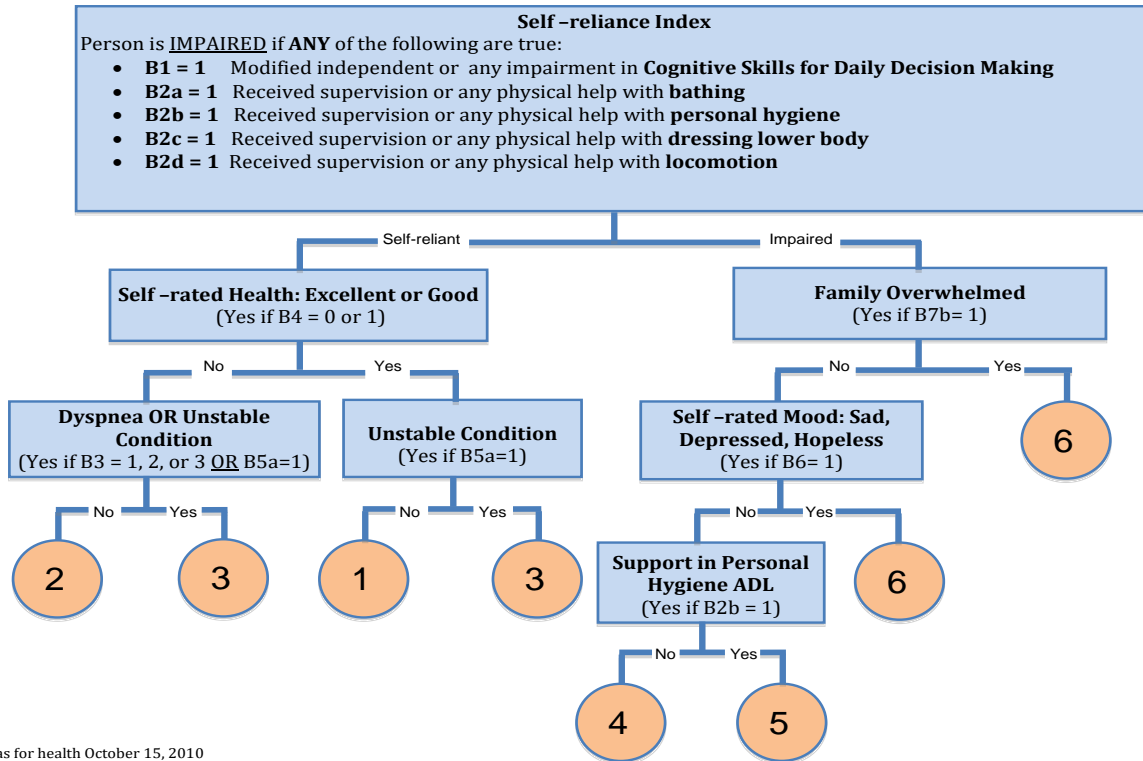 Self –reliance Index
Person is IMPAIRED if ANY of the following are true:
• B1 = 1 Modified independent or any impairment in Cognitive Skills for Daily Decision Making
• B2a = 1 Received supervision or any physical help with bathing
• B2b = 1 Received supervision or any physical help with personal hygiene
• B2c = 1 Received supervision or any physical help with dressing lower body
• B2d = 1 Received supervision or any physical help with locomotion
Self-reliant
Impaired
Self –rated Health: Excellent or Good
(Yes if B4 = 0 or 1)
Family Overwhelmed
(Yes if B7b= 1)
No
Yes
No
Yes
Dyspnea OR Unstable
Condition
(Yes if B3 = 1, 2, or 3 OR B5a=1)
Unstable Condition
(Yes if B5a=1)
Self –rated Mood: Sad,
Depressed, Hopeless
(Yes if B6= 1)
6
No
Yes
No
Yes
No
Yes
2
3
1
3
Support in Personal
Hygiene ADL
(Yes if B2b = 1)
6
No
Yes
4
5
as for health October 15, 2010